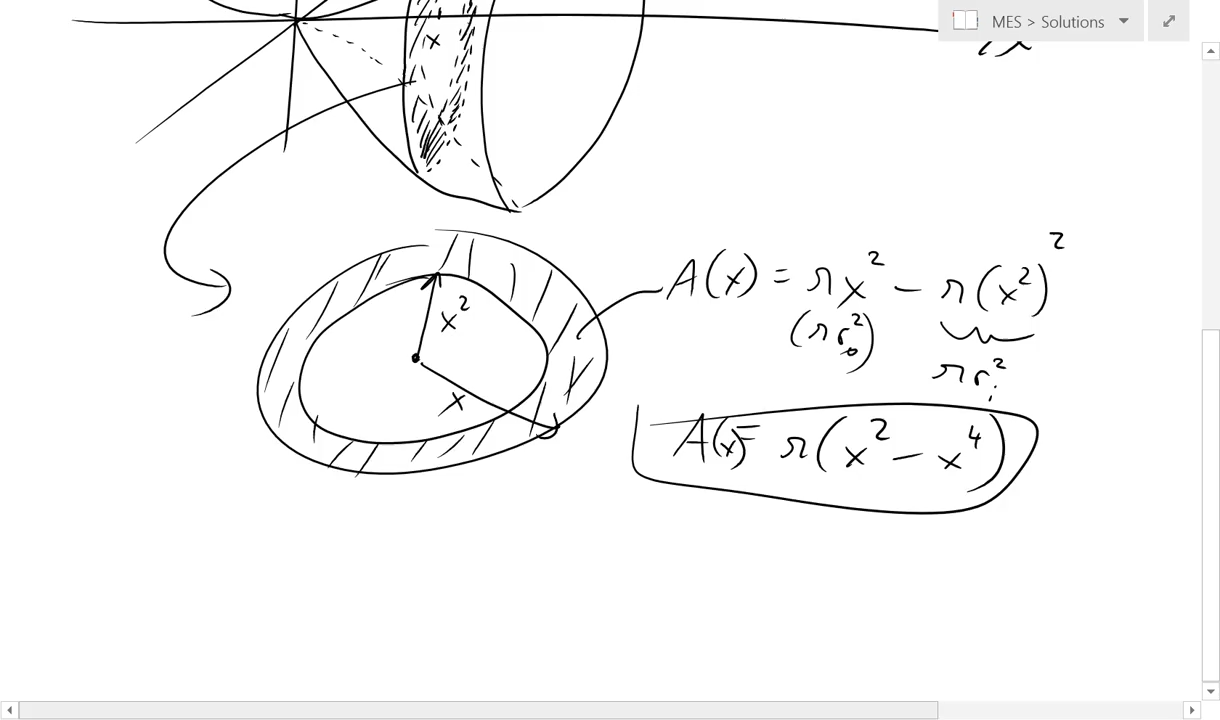 MES > Solutions
x
x
A(x) = πx² − π(x²)²
x²
(πr₀²)
πrᵢ²
x
A(x) = π(x² − x⁴)